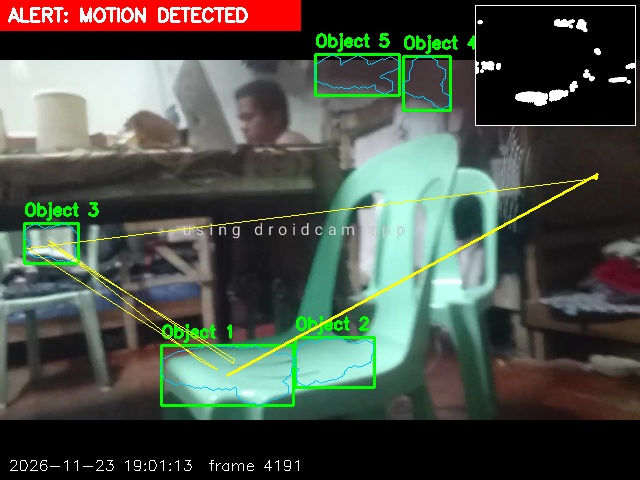 ALERT: MOTION DETECTED
Object 5
Object 4
Object 3
using droidcam app
Object 1
Object 2
2026-11-23 19:01:13 frame 4191